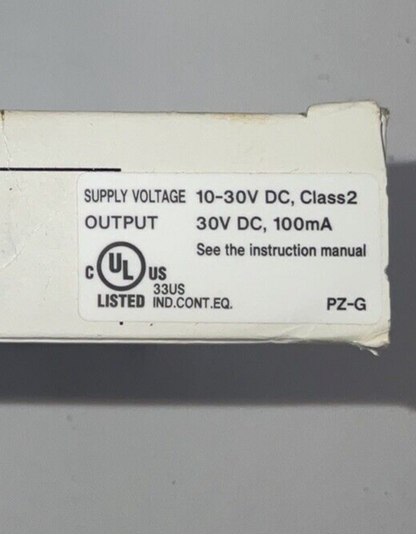 SUPPLY VOLTAGE 10-30V DC, Class2
OUTPUT 30V DC, 100mA
See the instruction manual
C UL US
33US
LISTED IND.CONT.EQ. PZ-G